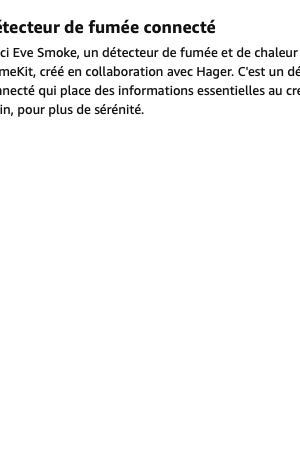 étecteur de fumée connecté
ci Eve Smoke, un détecteur de fumée et de chaleur
meKit, créé en collaboration avec Hager. C'est un dé
nnecté qui place des informations essentielles au cre
in, pour plus de sérénité.